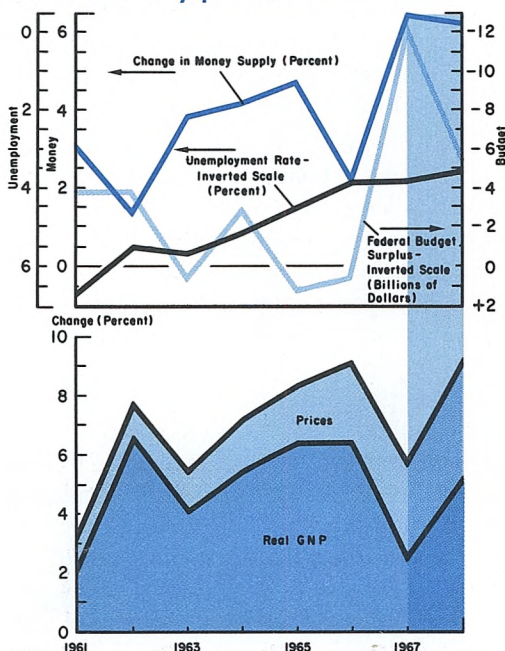 0 6 -12
-12
2 4 -8
-6
4 2 -4
-2
6 0 0
+2
Unemployment
Money
Budget
Change in Money Supply (Percent)
Unemployment Rate-
Inverted Scale
(Percent)
Federal Budget
Surplus-
Inverted Scale
(Billions of
Dollars)
Change (Percent)
10
8
6
4
2
0
Prices
Real GNP
1961 1963 1965 1967